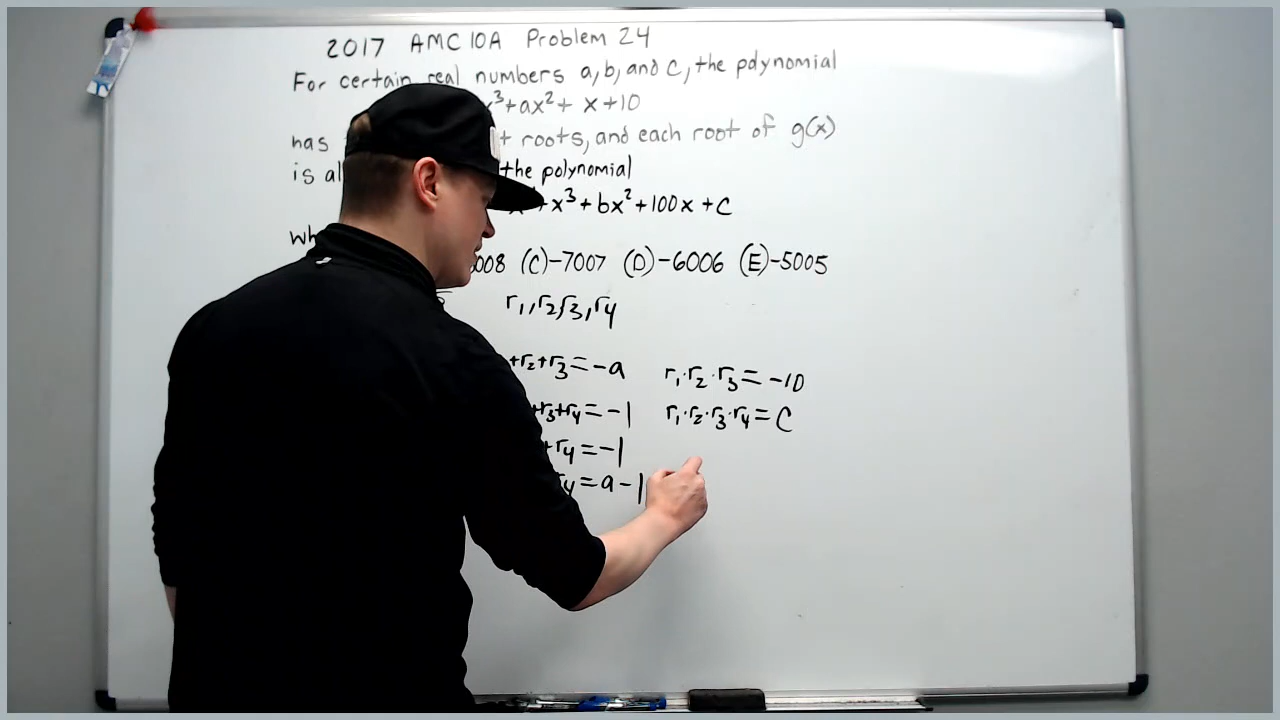 2017 AMC 10A Problem 24
For certain real numbers a, b, and c, the polynomial
x³+ax²+ x+10
has roots, and each root of g(x)
is al the polynomial
+x³+bx²+100x+C
wh
008 (C)-7007 (D)-6006 (E)-5005
r₁,r₂,r₃,r₄
+r₂+r₃=-a r₁·r₂·r₃=-10
+r₃+r₄=-1 r₁·r₂·r₃·r₄=C
+r₄=-1
r₄=a-1